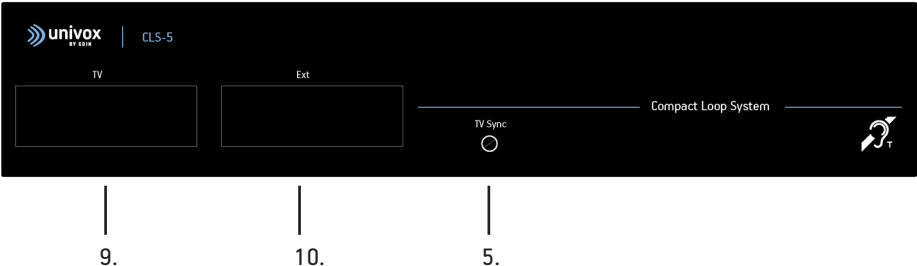 univox
BY EDIN
CLS-5
TV
Ext
Compact Loop System
TV Sync
T
9.
10.
5.